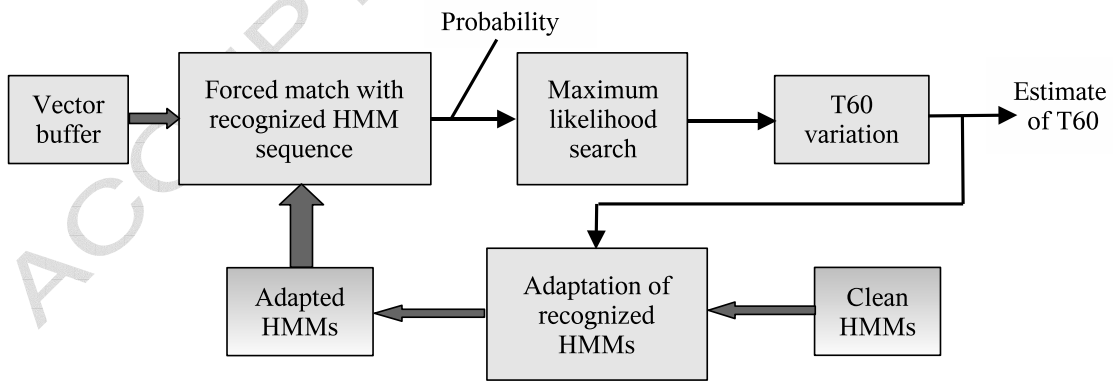 Probability
Vector
buffer
Forced match with
recognized HMM
sequence
Maximum
likelihood
search
T60
variation
Estimate
of T60
Adapted
HMMs
Adaptation of
recognized
HMMs
Clean
HMMs